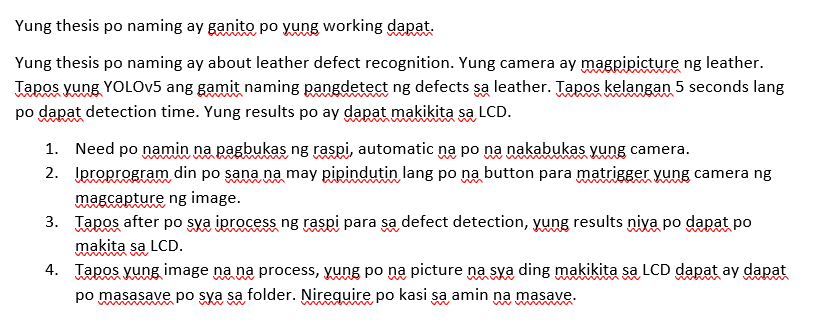 Yung thesis po naming ay ganito po yung working dapat.
Yung thesis po naming ay about leather defect recognition. Yung camera ay magpipicture ng leather.
Tapos yung YOLOv5 ang gamit naming pangdetect ng defects sa leather. Tapos kelangan 5 seconds lang
po dapat detection time. Yung results po ay dapat makikita sa LCD.
1. Need po namin na pagbukas ng raspi, automatic na po na nakabukas yung camera.
2. Iproprogram din po sana na may pipindutin lang po na button para matrigger yung camera ng
magcapture ng image.
3. Tapos after po sya iprocess ng raspi para sa defect detection, yung results niya po dapat po
makita sa LCD.
4. Tapos yung image na na process, yung po na picture na sya ding makikita sa LCD dapat ay dapat
po masasave po sya sa folder. Nirequire po kasi sa amin na masave.